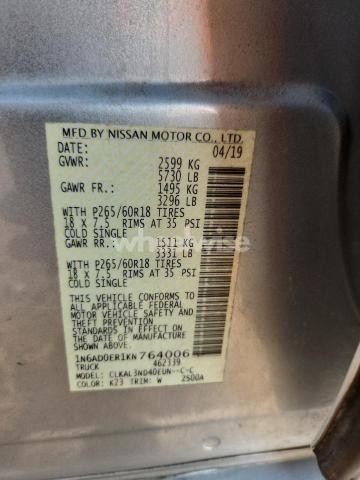 MFD BY NISSAN MOTOR CO., LTD.
DATE: 04/19
GVWR: 2599 KG
5730 LB
GAWR FR.: 1495 KG
3296 LB
WITH P265/60R18 TIRES
18 X 7.5 RIMS AT 35 PSI
COLD SINGLE
GAWR RR.: 1511 KG
3331 LB
WITH P265/60R18 TIRES
18 X 7.5 RIMS AT 35 PSI
COLD SINGLE
THIS VEHICLE CONFORMS TO
ALL APPLICABLE FEDERAL
MOTOR VEHICLE SAFETY
STANDARDS IN EFFECT ON
THE DATE OF MANUFACTURE
SHOWN ABOVE.
1N6AD0ER1KN764006
TRUCK 462339
MODEL: CLKAL3ND40EUN--C-C
COLOR: K23 TRIM: W 2500A